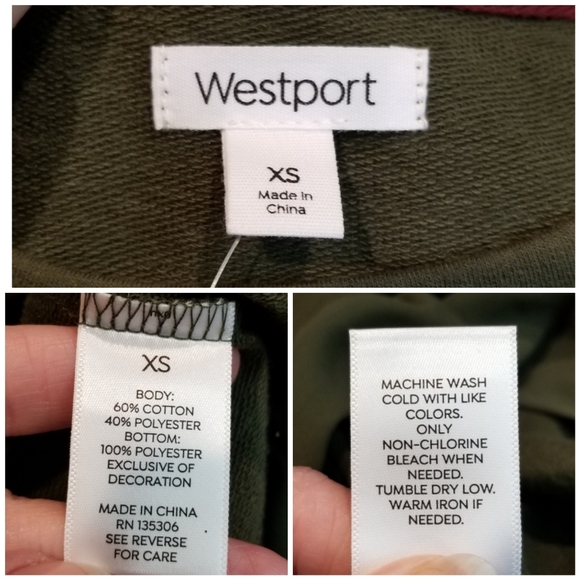 Westport
XS
Made in
China
XS
BODY:
60% COTTON
40% POLYESTER
BOTTOM:
100% POLYESTER
EXCLUSIVE OF
DECORATION
MADE IN CHINA
RN 135306
SEE REVERSE
FOR CARE
MACHINE WASH
COLD WITH LIKE
COLORS.
ONLY
NON-CHLORINE
BLEACH WHEN
NEEDED.
TUMBLE DRY LOW.
WARM IRON IF
NEEDED.